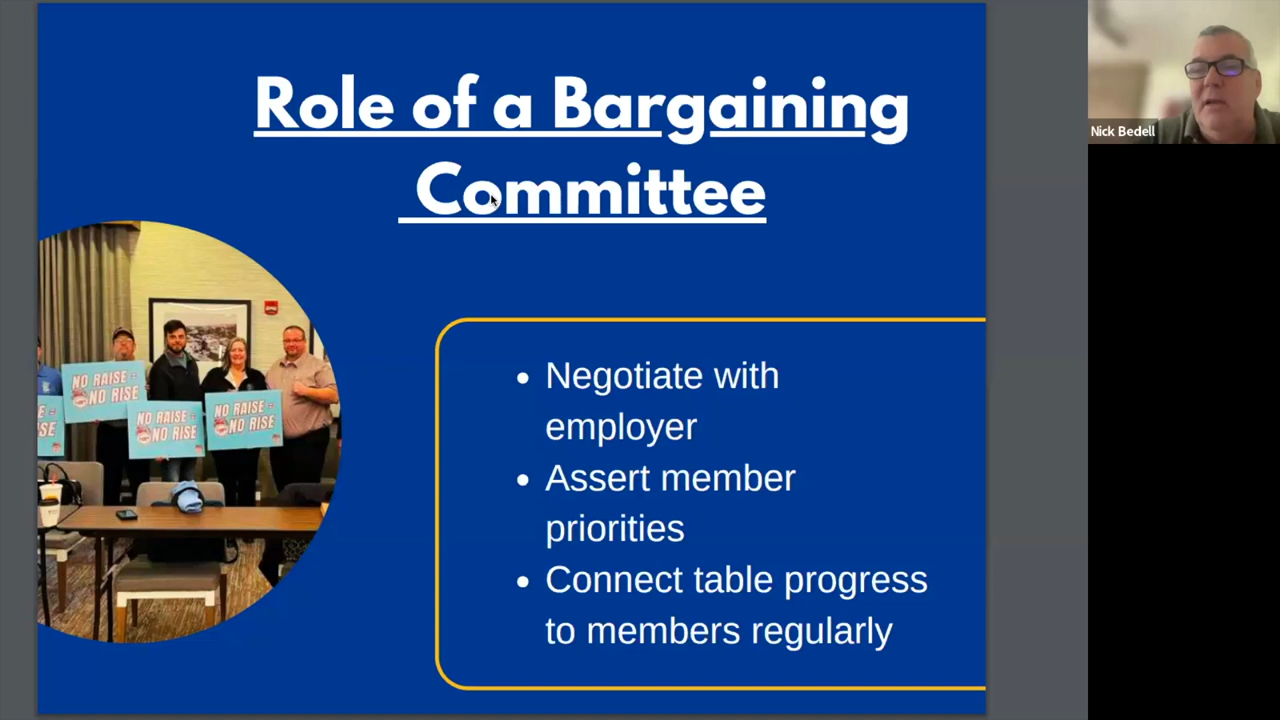 Role of a Bargaining
Committee
Nick Bedell
NO RAISE =
NO RISE
NO RAISE =
NO RISE
NO RAISE =
NO RISE
E =
SE
Negotiate with
employer
Assert member
priorities
Connect table progress
to members regularly